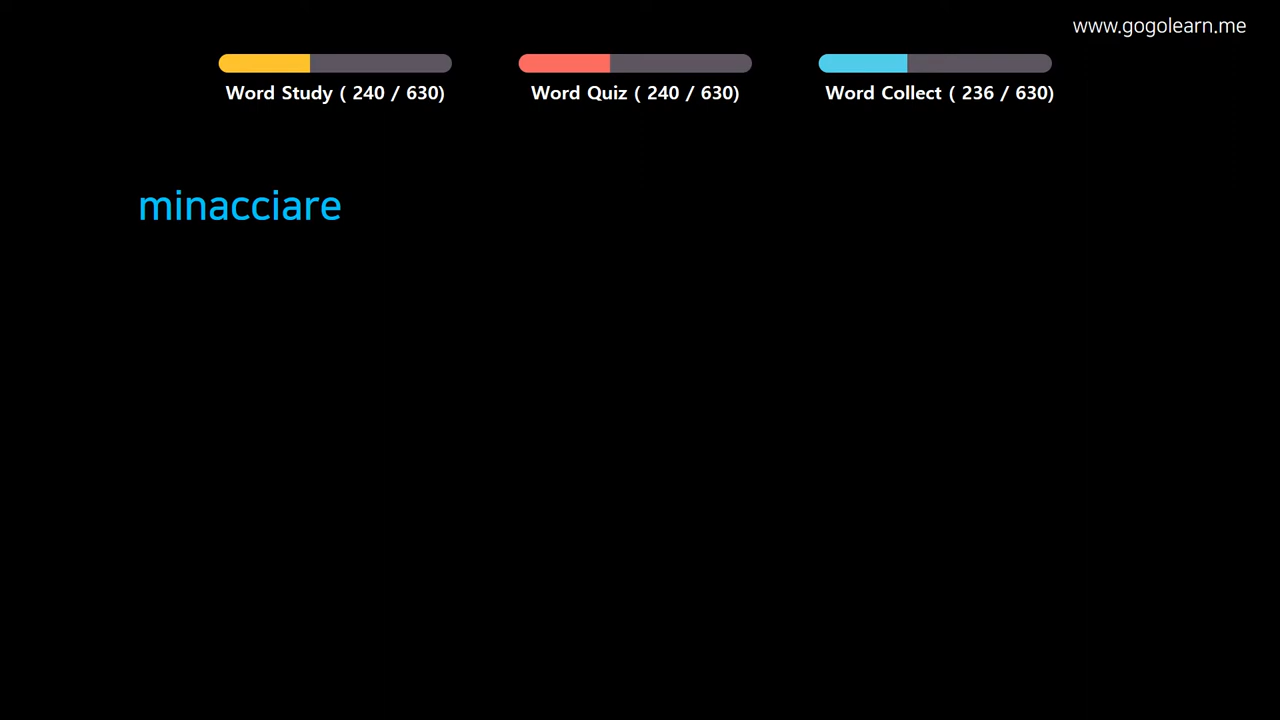 www.gogolearn.me
Word Study ( 240 / 630)
Word Quiz ( 240 / 630)
Word Collect ( 236 / 630)
minacciare